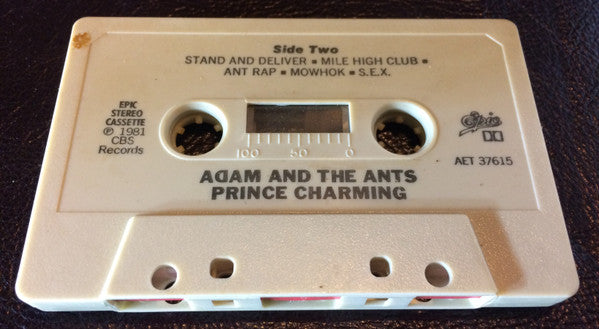 Side Two
STAND AND DELIVER ▪ MILE HIGH CLUB ▪
ANT RAP ▪ MOWHOK ▪ S.E.X.
EPIC
STEREO
CASSETTE
℗ 1981
CBS
Records
Epic
AET 37615
100 50 0
ADAM AND THE ANTS
PRINCE CHARMING